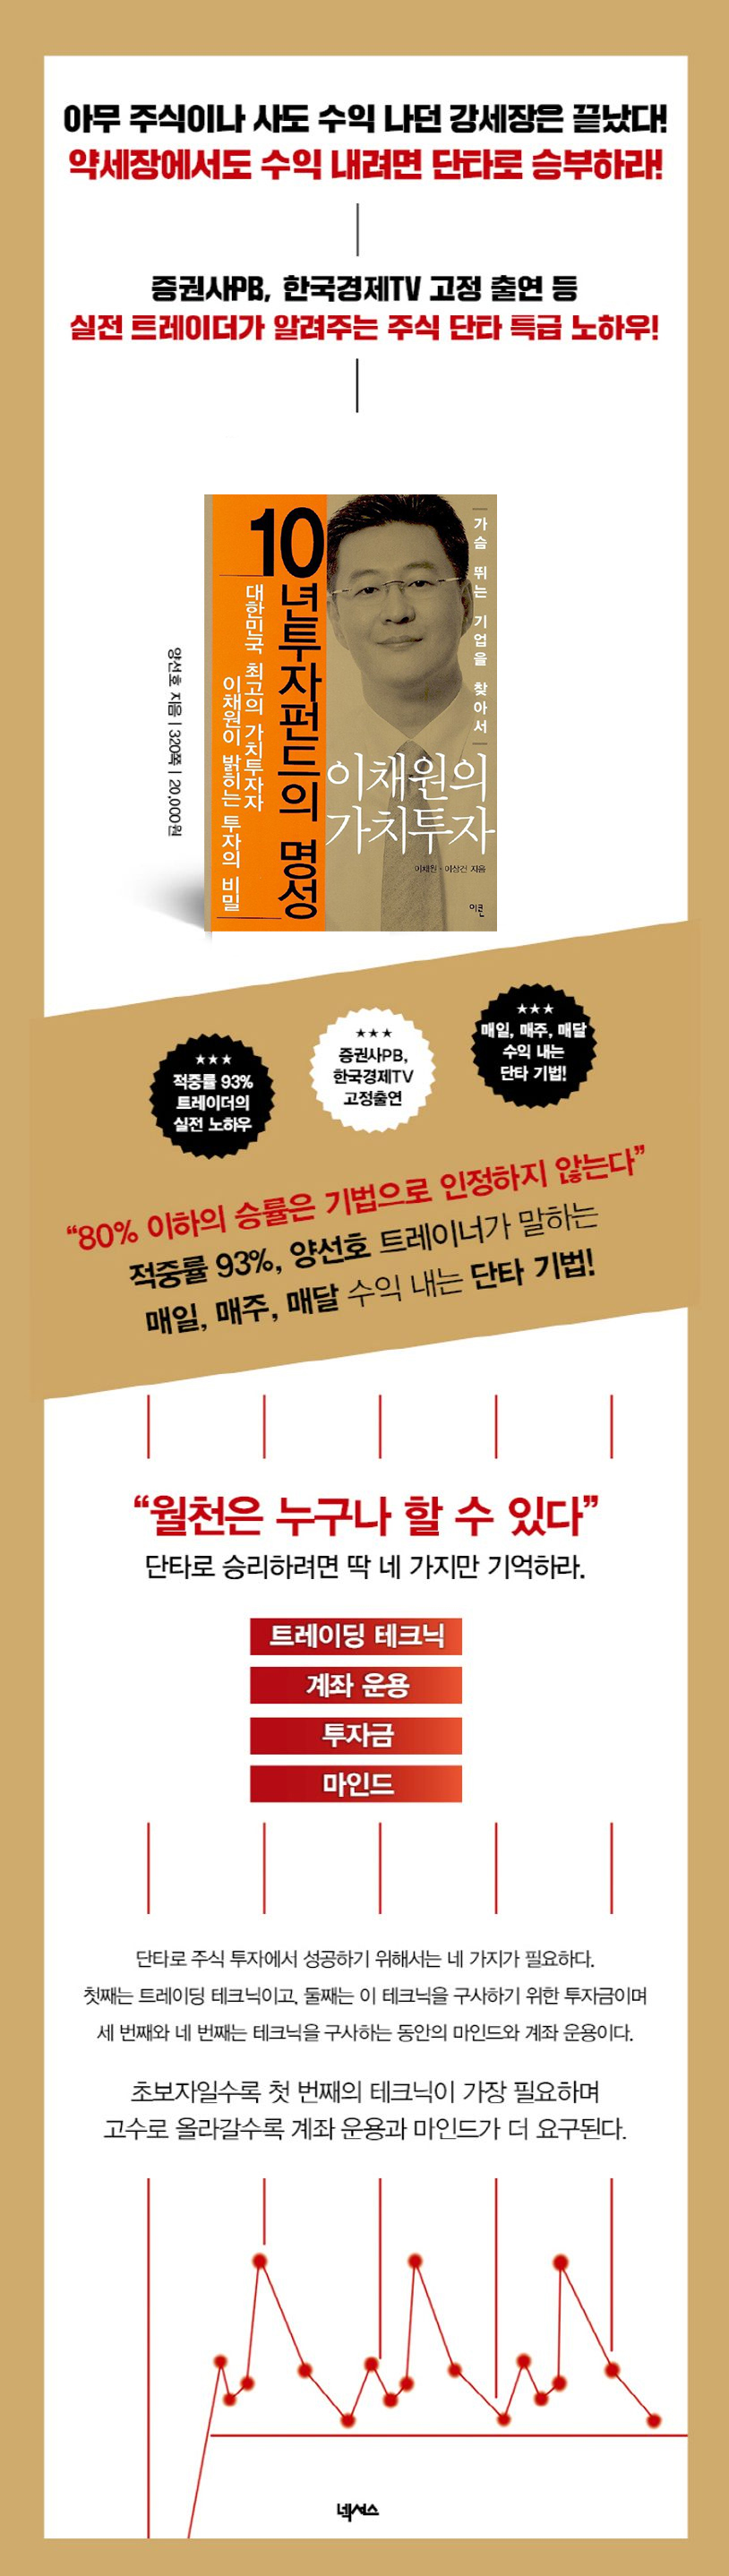 아무 주식이나 사도 수익 나던 강세장은 끝났다!
약세장에서도 수익 내려면 단타로 승부하라!
증권사PB, 한국경제TV 고정 출연 등
실전 트레이더가 알려주는 주식 단타 특급 노하우!
양선호 지음 | 320쪽 | 20,000원
10년투자펀드의 명성
대한민국 최고의 가치투자자
이채원이 밝히는 투자의 비밀
가슴 뛰는 기업을 찾아서
이채원의
가치투자
이채원 · 이상건 지음
이콘
★★★
적중률 93%
트레이더의
실전 노하우
★★★
증권사PB,
한국경제TV
고정출연
★★★
매일, 매주, 매달
수익 내는
단타 기법!
“80% 이하의 승률은 기법으로 인정하지 않는다”
적중률 93%, 양선호 트레이너가 말하는
매일, 매주, 매달 수익 내는 단타 기법!
“월천은 누구나 할 수 있다”
단타로 승리하려면 딱 네 가지만 기억하라.
트레이딩 테크닉
계좌 운용
투자금
마인드
단타로 주식 투자에서 성공하기 위해서는 네 가지가 필요하다.
첫째는 트레이딩 테크닉이고, 둘째는 이 테크닉을 구사하기 위한 투자금이며
세 번째와 네 번째는 테크닉을 구사하는 동안의 마인드와 계좌 운용이다.
초보자일수록 첫 번째의 테크닉이 가장 필요하며
고수로 올라갈수록 계좌 운용과 마인드가 더 요구된다.
넥서스